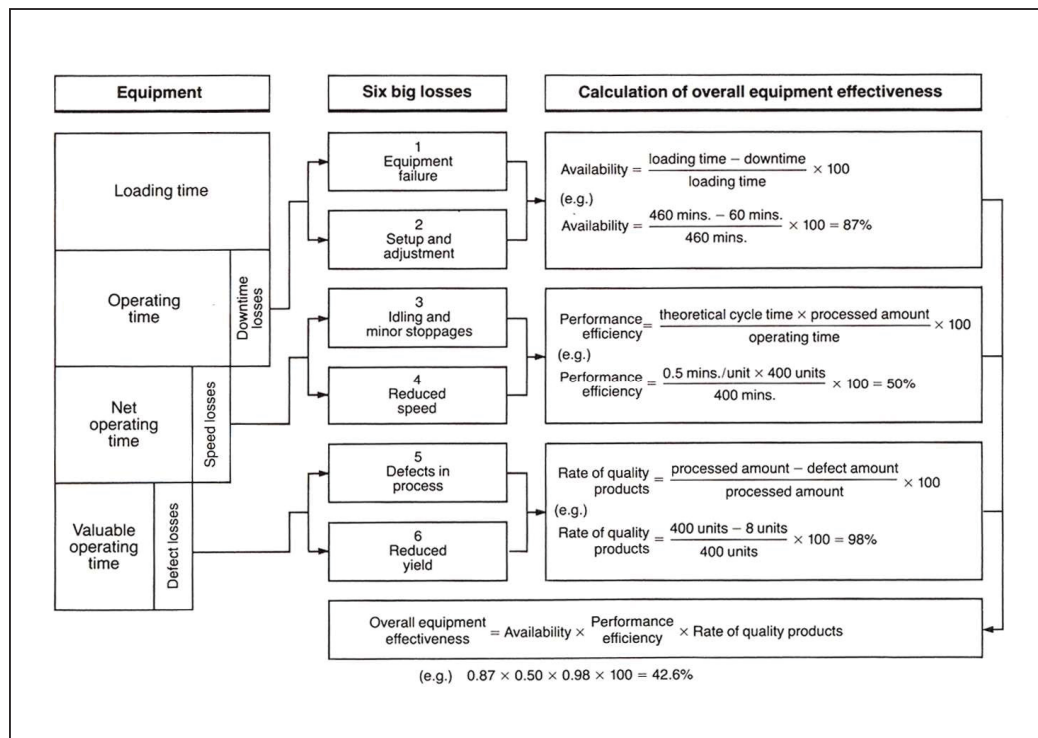 Equipment
Six big losses
Calculation of overall equipment effectiveness
Loading time
Operating
time
Downtime
losses
Net
operating
time
Speed losses
Valuable
operating
time
Defect losses
1
Equipment
failure
2
Setup and
adjustment
3
Idling and
minor stoppages
4
Reduced
speed
5
Defects in
process
6
Reduced
yield
Availability = loading time − downtime / loading time × 100
(e.g.)
Availability = 460 mins. − 60 mins. / 460 mins. × 100 = 87%
Performance efficiency = theoretical cycle time × processed amount / operating time × 100
(e.g.)
Performance efficiency = 0.5 mins./unit × 400 units / 400 mins. × 100 = 50%
Rate of quality products = processed amount − defect amount / processed amount × 100
(e.g.)
Rate of quality products = 400 units − 8 units / 400 units × 100 = 98%
Overall equipment effectiveness = Availability × Performance efficiency × Rate of quality products
(e.g.) 0.87 × 0.50 × 0.98 × 100 = 42.6%